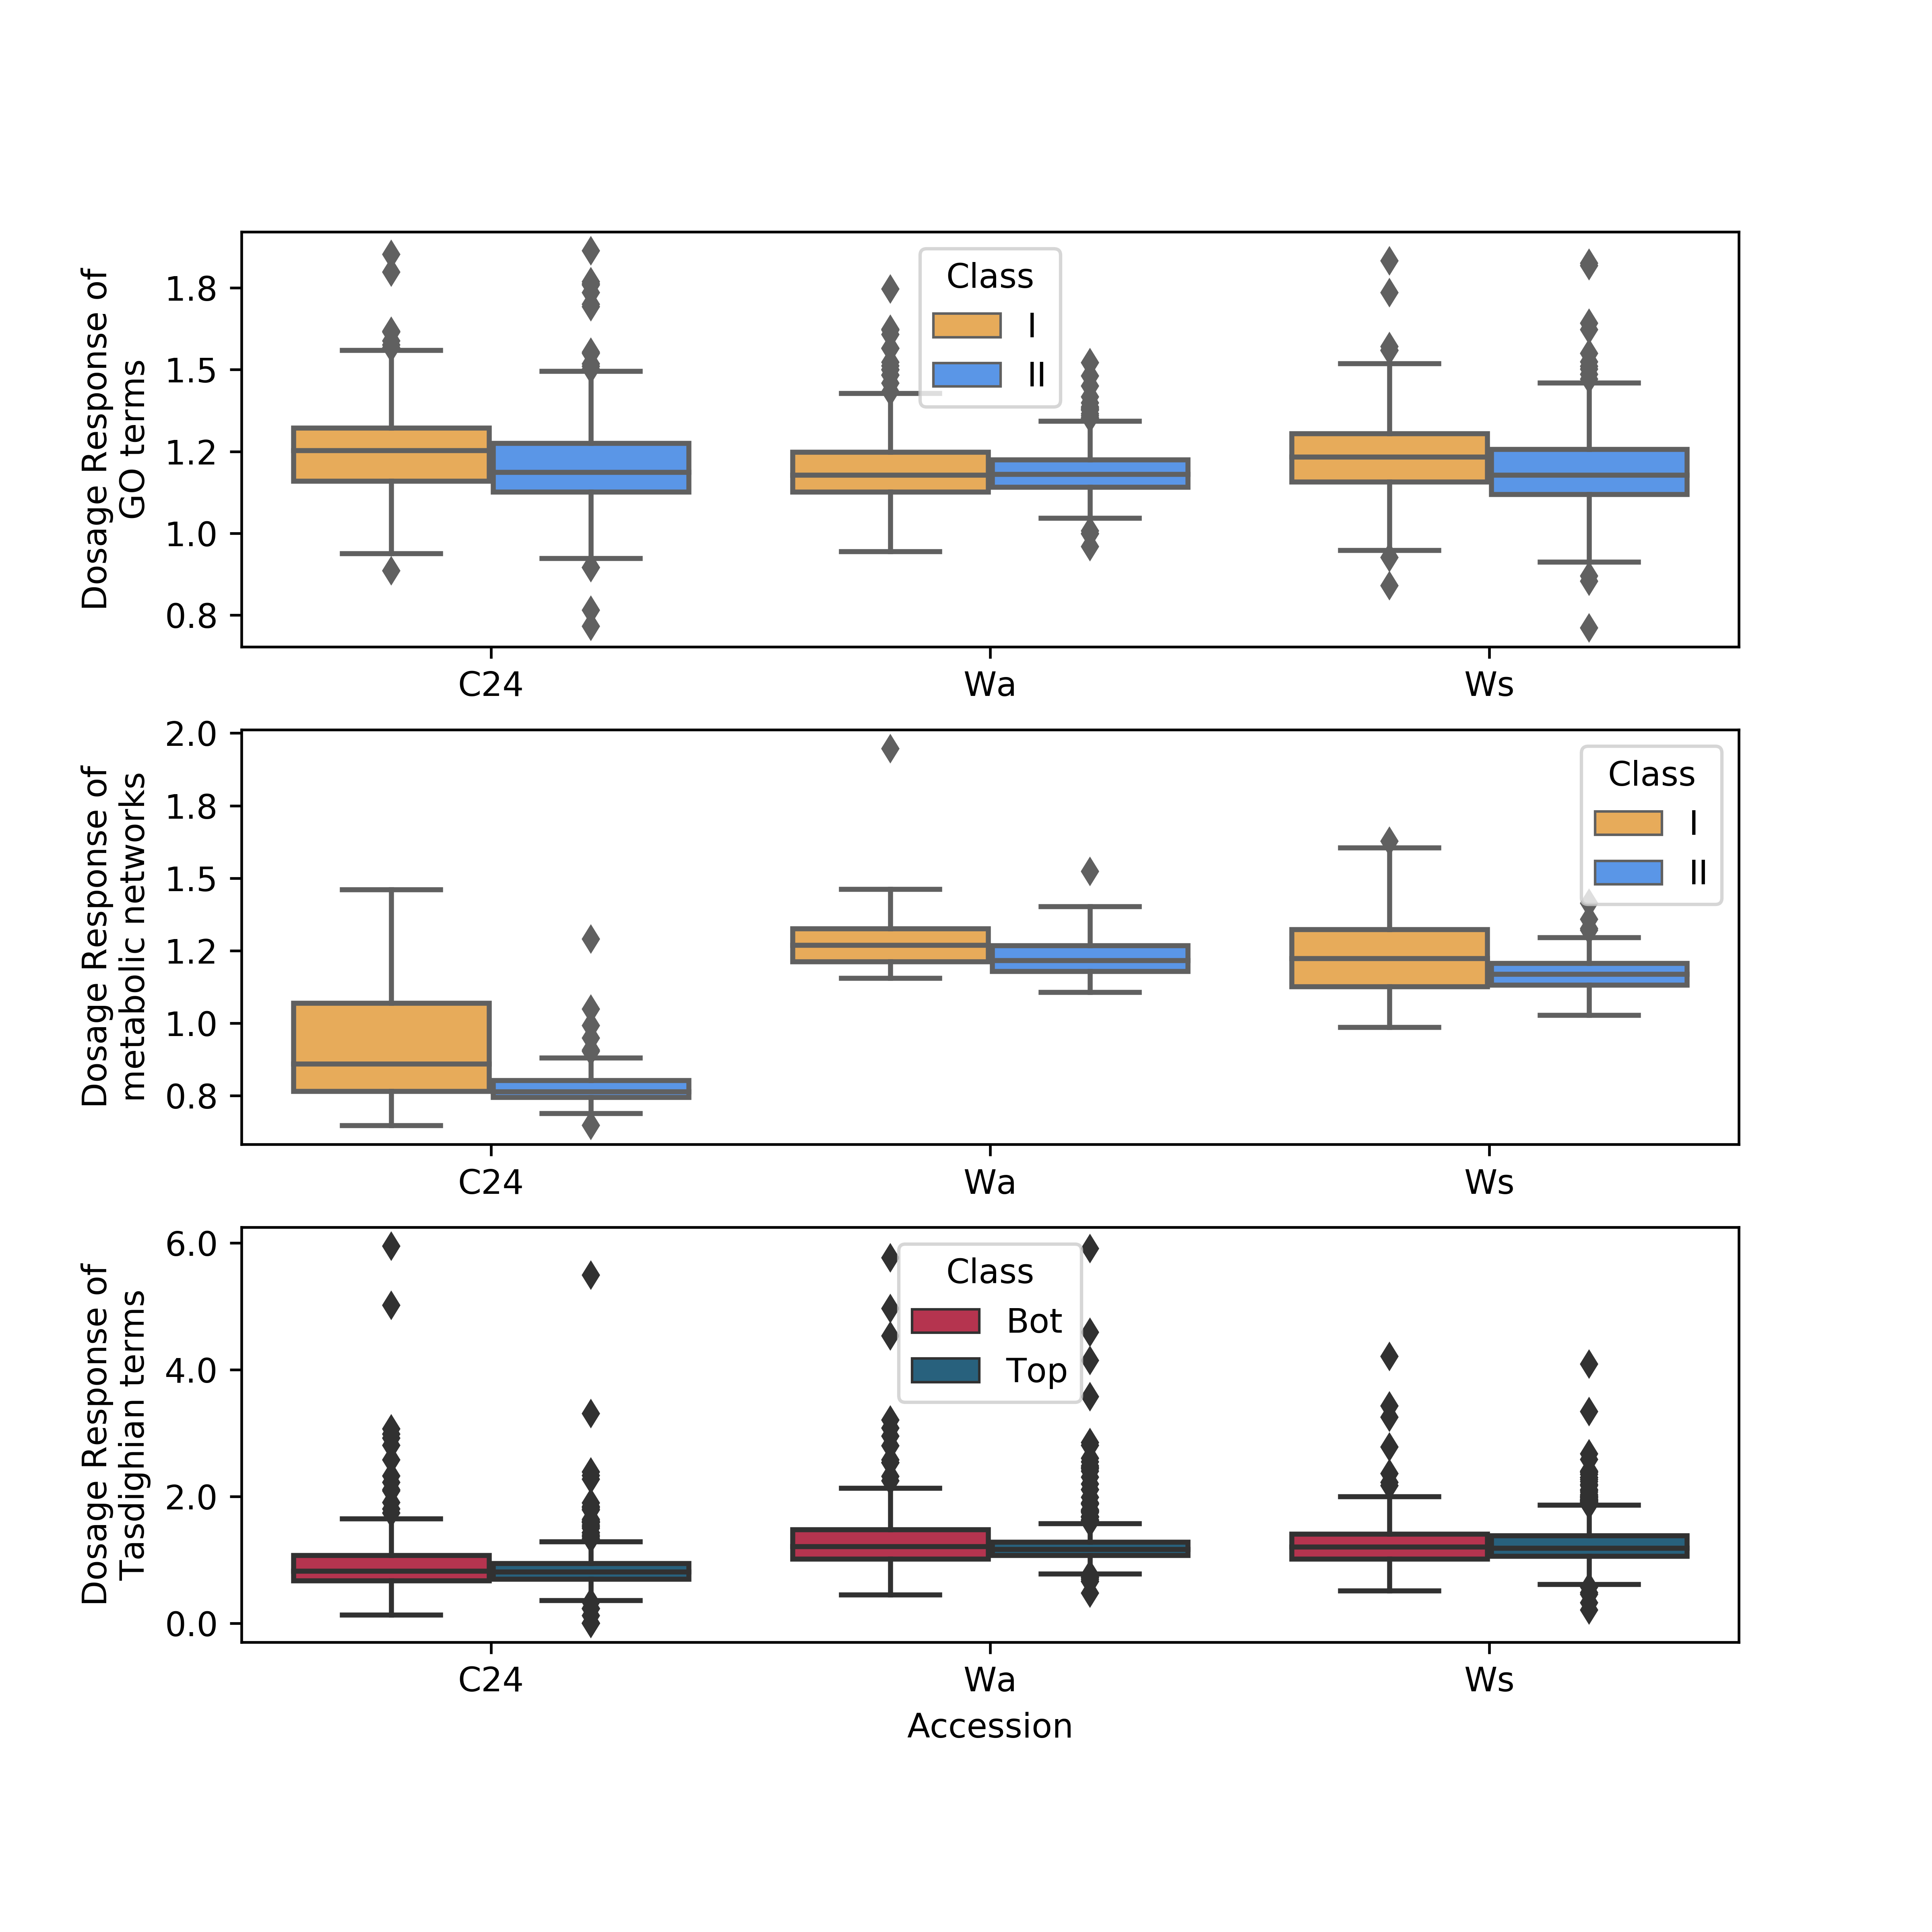 Dosage Response of
GO terms
1.8
1.5
1.2
1.0
0.8
Class
I
II
C24
Wa
Ws
Dosage Response of
metabolic networks
2.0
1.8
1.5
1.2
1.0
0.8
Class
I
II
C24
Wa
Ws
Dosage Response of
Tasdighian terms
6.0
4.0
2.0
0.0
Class
Bot
Top
C24
Wa
Ws
Accession